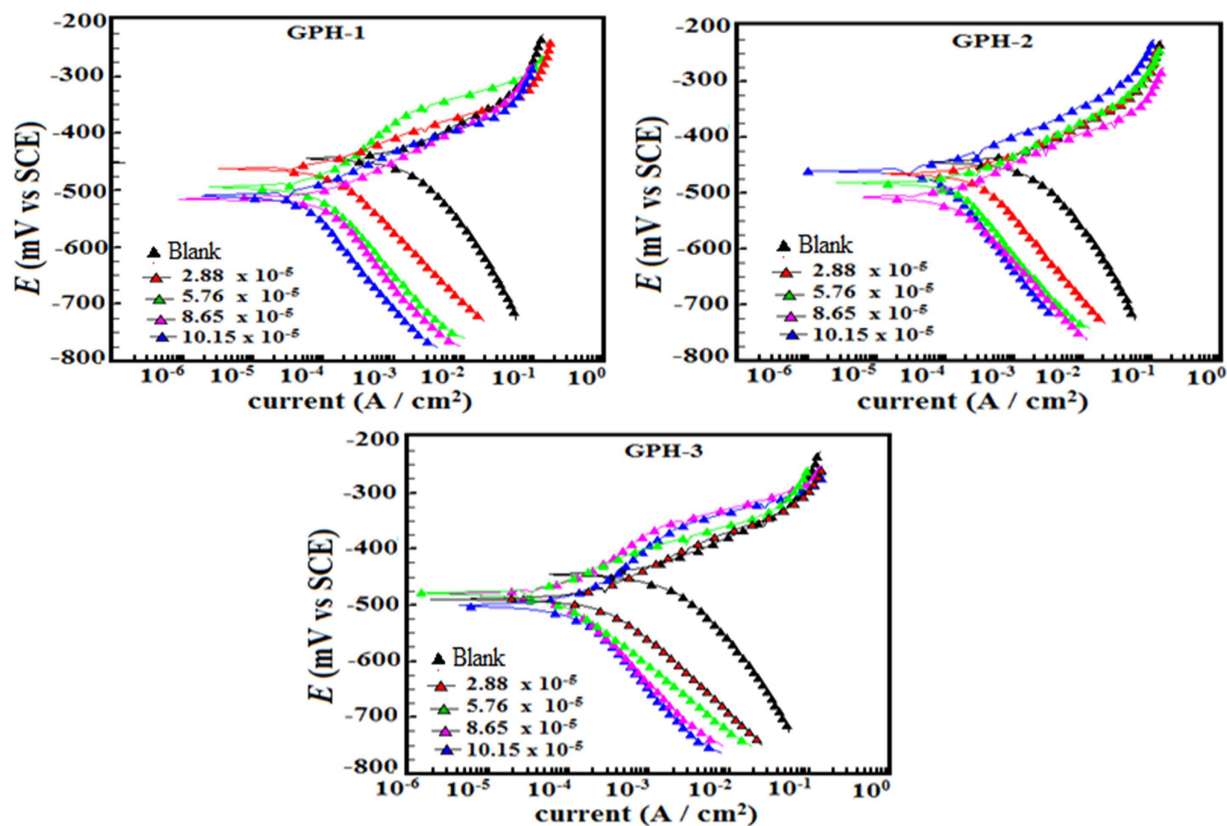 GPH-1
-200
-300
-400
-500
-600
-700
-800
E (mV vs SCE)
Blank
2.88 x 10-5
5.76 x 10-5
8.65 x 10-5
10.15 x 10-5
10-6 10-5 10-4 10-3 10-2 10-1 100
current (A / cm2)
GPH-2
-200
-300
-400
-500
-600
-700
-800
E (mV vs SCE)
Blank
2.88 x 10-5
5.76 x 10-5
8.65 x 10-5
10.15 x 10-5
10-6 10-5 10-4 10-3 10-2 10-1 100
current (A / cm2)
GPH-3
-200
-300
-400
-500
-600
-700
-800
E (mV vs SCE)
Blank
2.88 x 10-5
5.76 x 10-5
8.65 x 10-5
10.15 x 10-5
10-6 10-5 10-4 10-3 10-2 10-1 100
current (A / cm2)